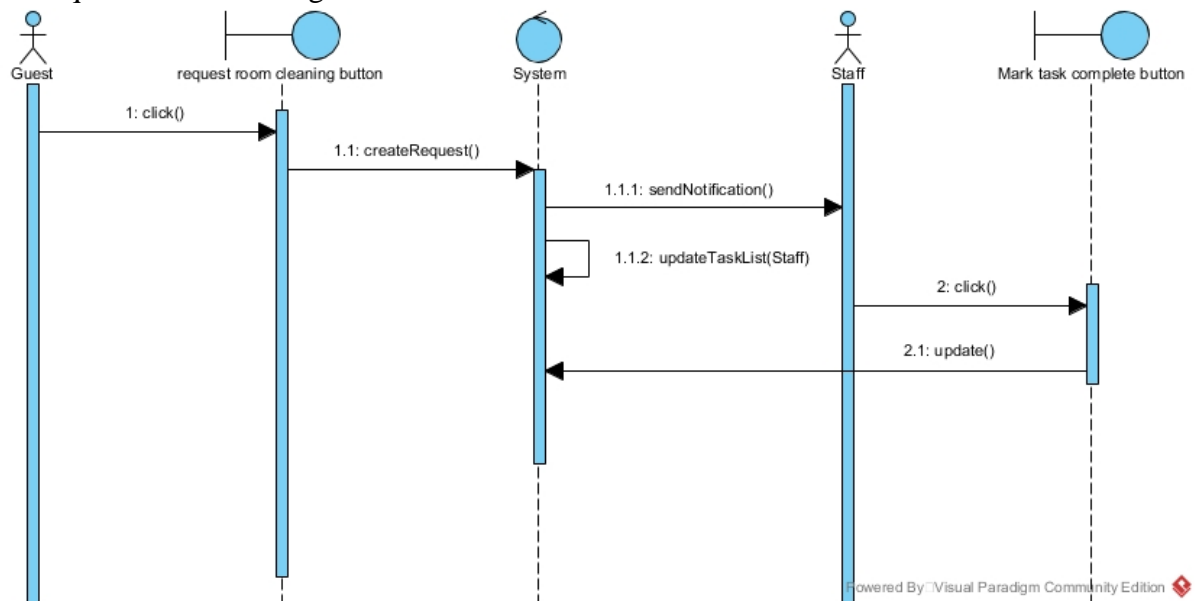 Guest
request room cleaning button
System
Staff
Mark task complete button
1: click()
1.1: createRequest()
1.1.1: sendNotification()
1.1.2: updateTaskList(Staff)
2: click()
2.1: update()
Powered By Visual Paradigm Community Edition